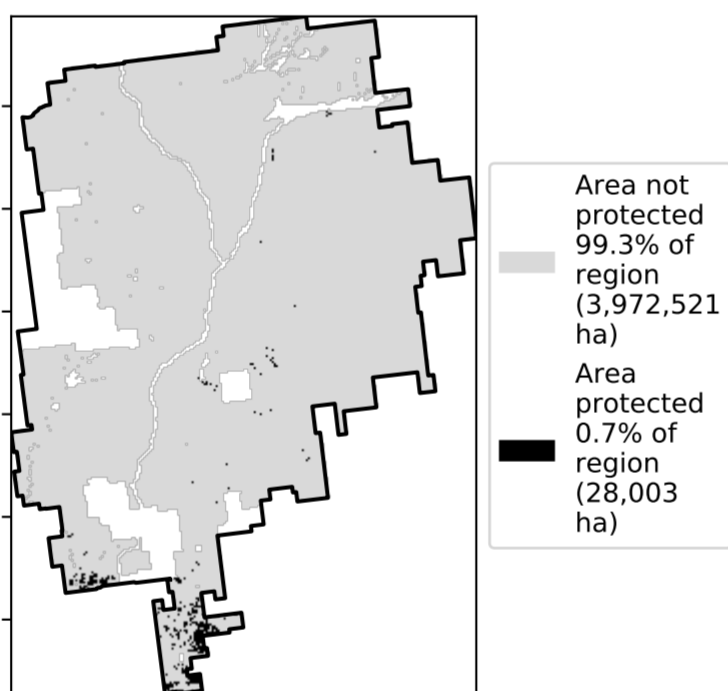 Area not
protected
99.3% of
region
(3,972,521
ha)
Area
protected
0.7% of
region
(28,003
ha)